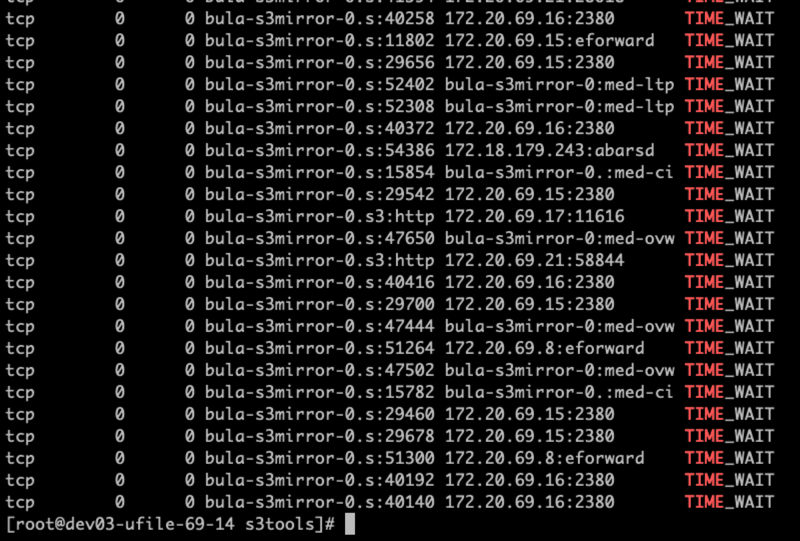 tcp 0 0 bula-s3mirror-0.s:40258 172.20.69.16:2380 TIME_WAIT
tcp 0 0 bula-s3mirror-0.s:11802 172.20.69.15:eforward TIME_WAIT
tcp 0 0 bula-s3mirror-0.s:29656 172.20.69.15:2380 TIME_WAIT
tcp 0 0 bula-s3mirror-0.s:52402 bula-s3mirror-0:med-ltp TIME_WAIT
tcp 0 0 bula-s3mirror-0.s:52308 bula-s3mirror-0:med-ltp TIME_WAIT
tcp 0 0 bula-s3mirror-0.s:40372 172.20.69.16:2380 TIME_WAIT
tcp 0 0 bula-s3mirror-0.s:54386 172.18.179.243:abarsd TIME_WAIT
tcp 0 0 bula-s3mirror-0.s:15854 bula-s3mirror-0.:med-ci TIME_WAIT
tcp 0 0 bula-s3mirror-0.s:29542 172.20.69.15:2380 TIME_WAIT
tcp 0 0 bula-s3mirror-0.s3:http 172.20.69.17:11616 TIME_WAIT
tcp 0 0 bula-s3mirror-0.s:47650 bula-s3mirror-0:med-ovw TIME_WAIT
tcp 0 0 bula-s3mirror-0.s3:http 172.20.69.21:58844 TIME_WAIT
tcp 0 0 bula-s3mirror-0.s:40416 172.20.69.16:2380 TIME_WAIT
tcp 0 0 bula-s3mirror-0.s:29700 172.20.69.15:2380 TIME_WAIT
tcp 0 0 bula-s3mirror-0.s:47444 bula-s3mirror-0:med-ovw TIME_WAIT
tcp 0 0 bula-s3mirror-0.s:51264 172.20.69.8:eforward TIME_WAIT
tcp 0 0 bula-s3mirror-0.s:47502 bula-s3mirror-0:med-ovw TIME_WAIT
tcp 0 0 bula-s3mirror-0.s:15782 bula-s3mirror-0.:med-ci TIME_WAIT
tcp 0 0 bula-s3mirror-0.s:29460 172.20.69.15:2380 TIME_WAIT
tcp 0 0 bula-s3mirror-0.s:29678 172.20.69.15:2380 TIME_WAIT
tcp 0 0 bula-s3mirror-0.s:51300 172.20.69.8:eforward TIME_WAIT
tcp 0 0 bula-s3mirror-0.s:40192 172.20.69.16:2380 TIME_WAIT
tcp 0 0 bula-s3mirror-0.s:40140 172.20.69.16:2380 TIME_WAIT
[root@dev03-ufile-69-14 s3tools]#